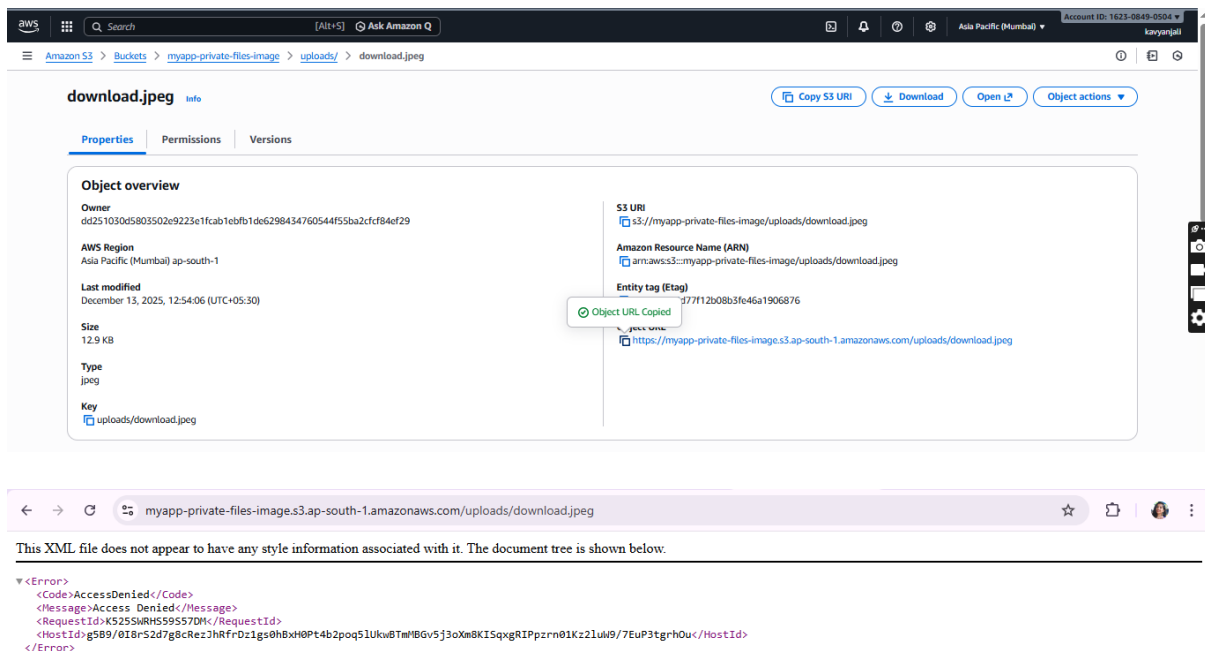 aws
Search [Alt+S] Ask Amazon Q
Asia Pacific (Mumbai) ▾ Account ID: 1623-0849-0504 ▾
kavyanjali
Amazon S3 > Buckets > myapp-private-files-image > uploads/ > download.jpeg
download.jpeg Info
Copy S3 URI Download Open Object actions ▼
Properties Permissions Versions
Object overview
Owner
dd251030d5803502e9223e1fcab1ebfb1de6298434760544f55ba2cfcf84ef29
AWS Region
Asia Pacific (Mumbai) ap-south-1
Last modified
December 13, 2025, 12:54:06 (UTC+05:30)
Size
12.9 KB
Type
jpeg
Key
uploads/download.jpeg
S3 URI
s3://myapp-private-files-image/uploads/download.jpeg
Amazon Resource Name (ARN)
arn:aws:s3:::myapp-private-files-image/uploads/download.jpeg
Entity tag (Etag)
d77f12b08b3fe46a1906876
Object URL Copied
https://myapp-private-files-image.s3.ap-south-1.amazonaws.com/uploads/download.jpeg
myapp-private-files-image.s3.ap-south-1.amazonaws.com/uploads/download.jpeg
This XML file does not appear to have any style information associated with it. The document tree is shown below.
▼<Error>
<Code>AccessDenied</Code>
<Message>Access Denied</Message>
<RequestId>K525SWRHS59S57DM</RequestId>
<HostId>g5B9/0I8rS2d7g8cRezJhRfrDz1gs0hBxH0Pt4b2poq5lUkwBTmMBGv5j3oXm8KISqxgRIPpzrn01Kz2luW9/7EuP3tgrhOu</HostId>
</Error>